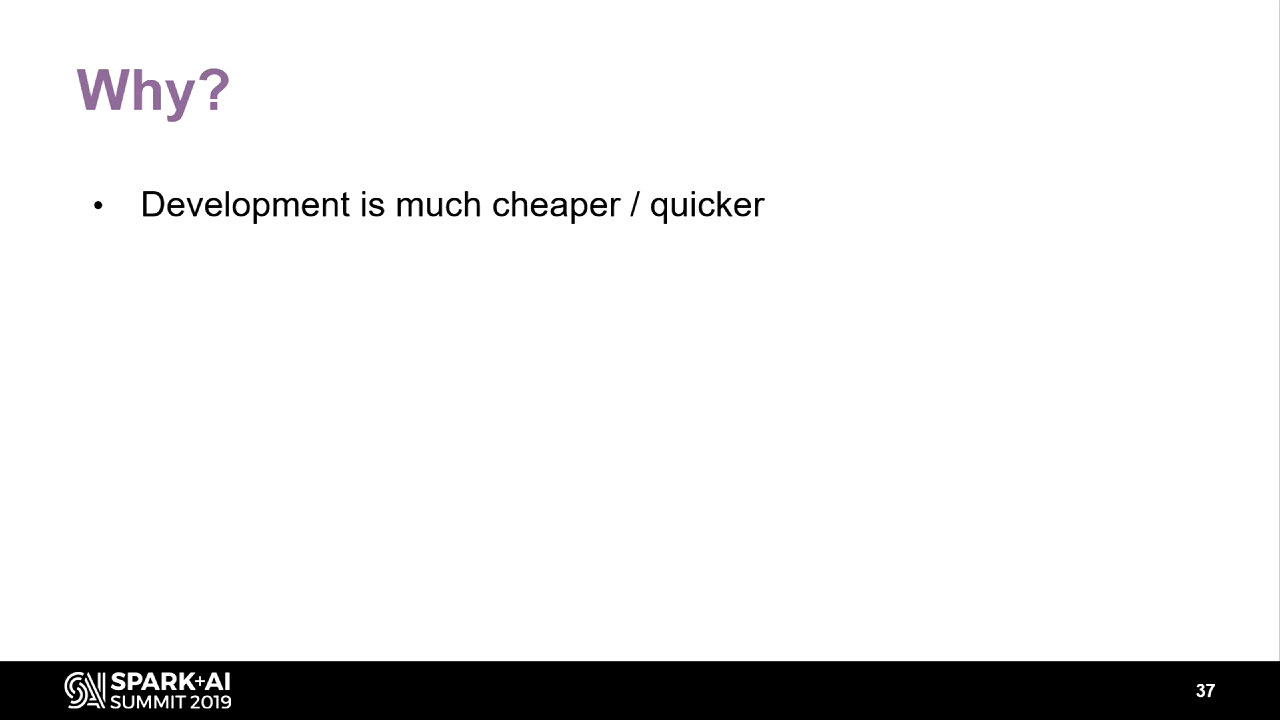 Why?
• Development is much cheaper / quicker
SPARK+AI
SUMMIT 2019
37